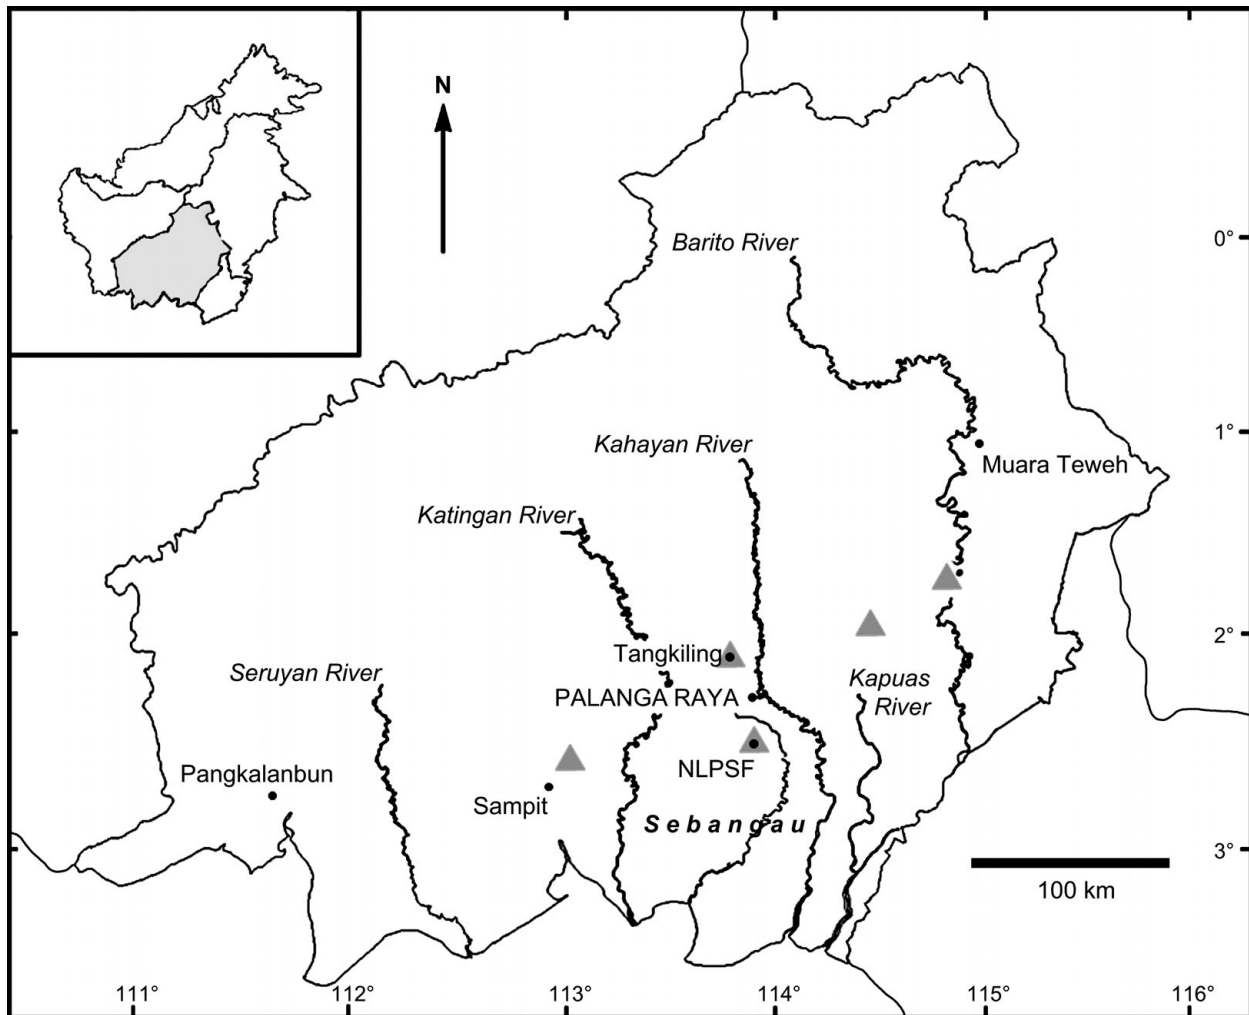 N
Barito River
0°
Kahayan River
1°
Muara Teweh
Katingan River
2°
Tangkiling
Seruyan River
Kapuas
River
PALANGA RAYA
Pangkalanbun
NLPSF
Sampit
Sebangau
3°
100 km
111°
112°
113°
114°
115°
116°